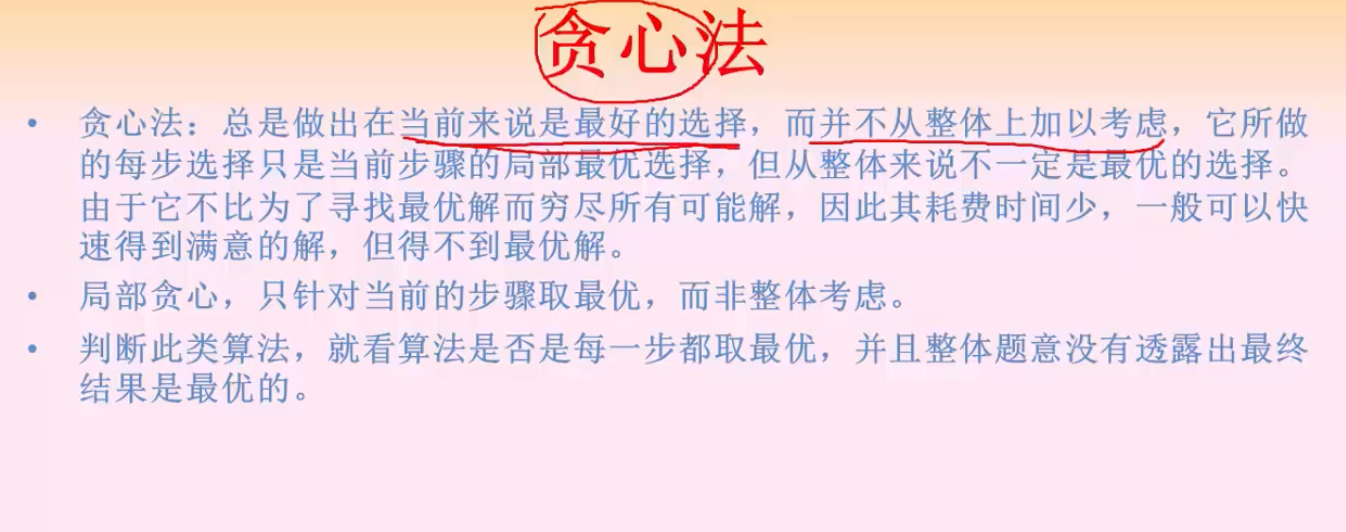 贪心法
• 贪心法：总是做出在当前来说是最好的选择，而并不从整体上加以考虑，它所做
的每步选择只是当前步骤的局部最优选择，但从整体来说不一定是最优的选择。
由于它不比为了寻找最优解而穷尽所有可能解，因此其耗费时间少，一般可以快
速得到满意的解，但得不到最优解。
• 局部贪心，只针对当前的步骤取最优，而非整体考虑。
• 判断此类算法，就看算法是否是每一步都取最优，并且整体题意没有透露出最终
结果是最优的。